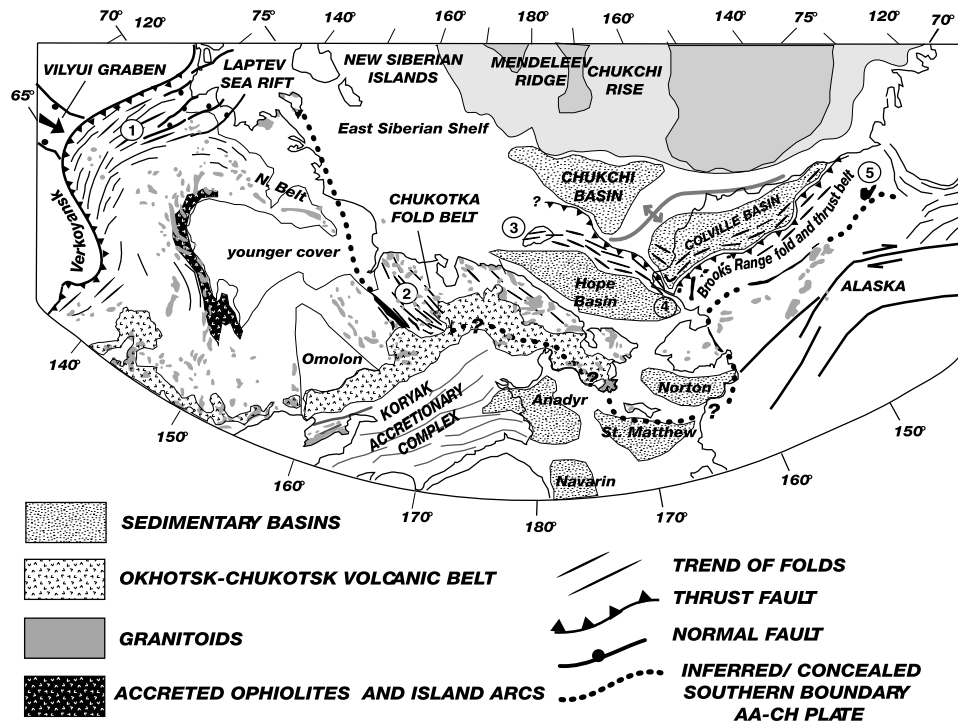 70° 120° 75° 140° 160° 180° 160° 140° 75° 120° 70°
VILYUI GRABEN
LAPTEV
SEA RIFT
NEW SIBERIAN
ISLANDS
MENDELEEV
RIDGE
CHUKCHI
RISE
65°
1
East Siberian Shelf
N. Belt
CHUKOTKA
FOLD BELT
CHUKCHI
BASIN
5
?
3
COLVILLE BASIN
Brooks Range fold and thrust belt
Verkoyansk
younger cover
2
Hope
Basin
4
ALASKA
?
140°
Omolon
?
KORYAK
ACCRETIONARY
COMPLEX
Anadyr
Norton
?
St. Matthew
Navarin
150°
160°
170°
180°
170°
160°
150°
SEDIMENTARY BASINS
OKHOTSK-CHUKOTSK VOLCANIC BELT
GRANITOIDS
ACCRETED OPHIOLITES AND ISLAND ARCS
TREND OF FOLDS
THRUST FAULT
NORMAL FAULT
INFERRED/ CONCEALED
SOUTHERN BOUNDARY
AA-CH PLATE